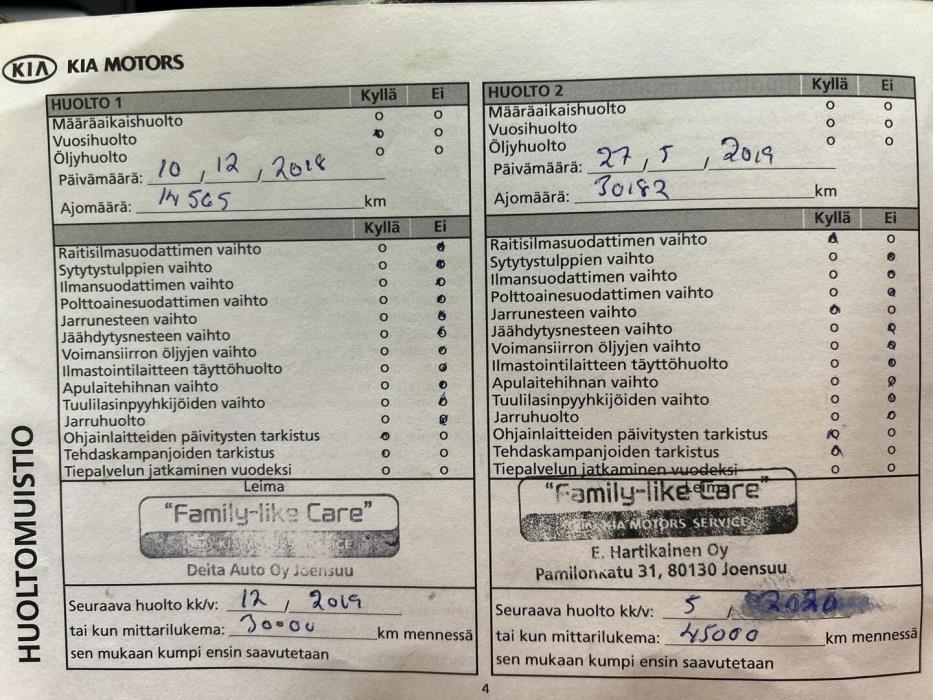 KIA KIA MOTORS
HUOLTOMUISTIO
HUOLTO 1 Kyllä Ei
Määräaikaishuolto
Vuosihuolto
Öljyhuolto
Päivämäärä: 10 , 12 , 2018
Ajomäärä: 14 565 km
Kyllä Ei
Raitisilmasuodattimen vaihto
Sytytystulppien vaihto
Ilmansuodattimen vaihto
Polttoainesuodattimen vaihto
Jarrunesteen vaihto
Jäähdytysnesteen vaihto
Voimansiirron öljyjen vaihto
Ilmastointilaitteen täyttöhuolto
Apulaitehihnan vaihto
Tuulilasinpyyhkijöiden vaihto
Jarruhuolto
Ohjainlaitteiden päivitysten tarkistus
Tehdaskampanjoiden tarkistus
Tiepalvelun jatkaminen vuodeksi
Leima
"Family-like Care"
Delta Auto Oy Joensuu
Seuraava huolto kk/v: 12 / 2019
tai kun mittarilukema: 30000 km mennessä
sen mukaan kumpi ensin saavutetaan
HUOLTO 2 Kyllä Ei
Määräaikaishuolto
Vuosihuolto
Öljyhuolto
Päivämäärä: 27 , 5 , 2019
Ajomäärä: 30182 km
Kyllä Ei
Raitisilmasuodattimen vaihto
Sytytystulppien vaihto
Ilmansuodattimen vaihto
Polttoainesuodattimen vaihto
Jarrunesteen vaihto
Jäähdytysnesteen vaihto
Voimansiirron öljyjen vaihto
Ilmastointilaitteen täyttöhuolto
Apulaitehihnan vaihto
Tuulilasinpyyhkijöiden vaihto
Jarruhuolto
Ohjainlaitteiden päivitysten tarkistus
Tehdaskampanjoiden tarkistus
Tiepalvelun jatkaminen vuodeksi
Leima
"Family-like Care"
KIA MOTORS SERVICE
E. Hartikainen Oy
Pamilonkatu 31, 80130 Joensuu
Seuraava huolto kk/v: 5 / 2020
tai kun mittarilukema: 45000 km mennessä
sen mukaan kumpi ensin saavutetaan
4